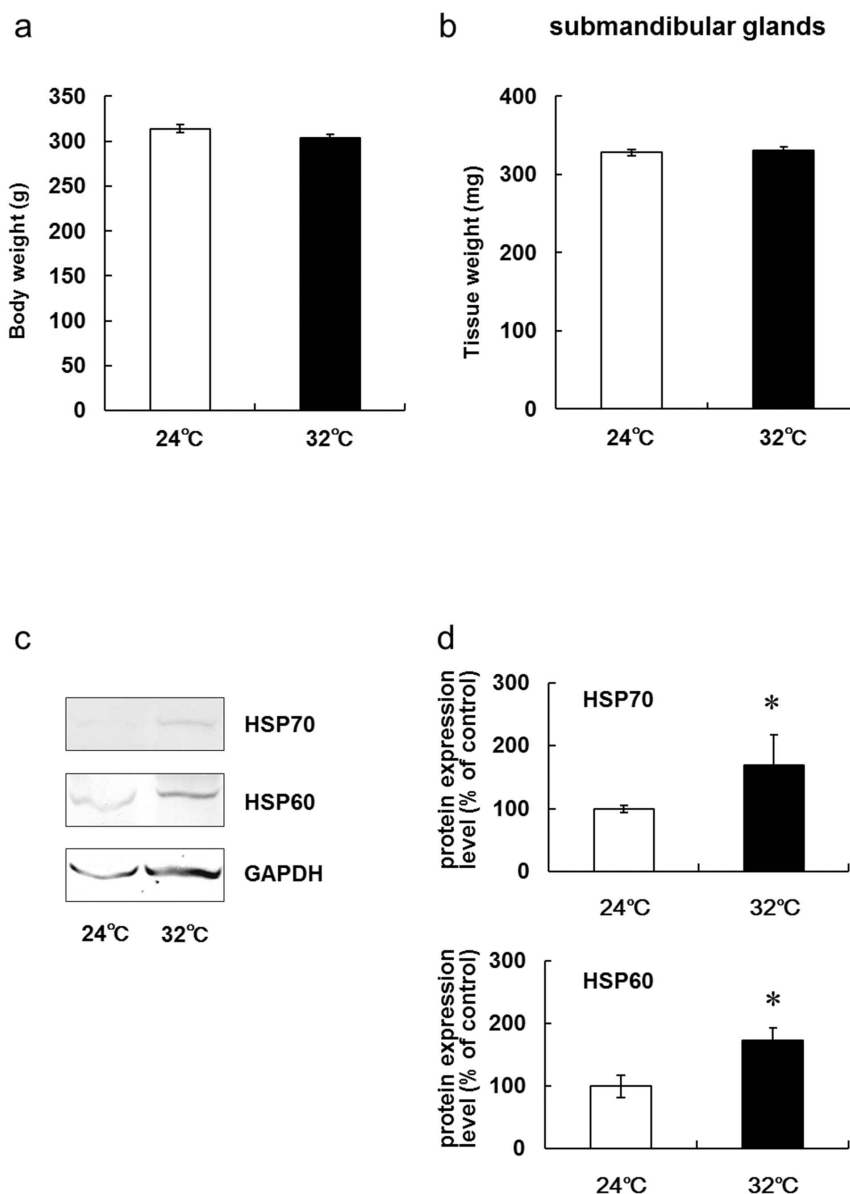 a
350
300
250
200
150
100
50
0
Body weight (g)
24℃
32℃
b
submandibular glands
400
300
200
100
0
Tissue weight (mg)
24℃
32℃
c
HSP70
HSP60
GAPDH
24℃ 32℃
d
protein expression
level (% of control)
300
200
100
0
HSP70
*
24℃
32℃
protein expression
level (% of control)
300
200
100
0
HSP60
*
24℃
32℃